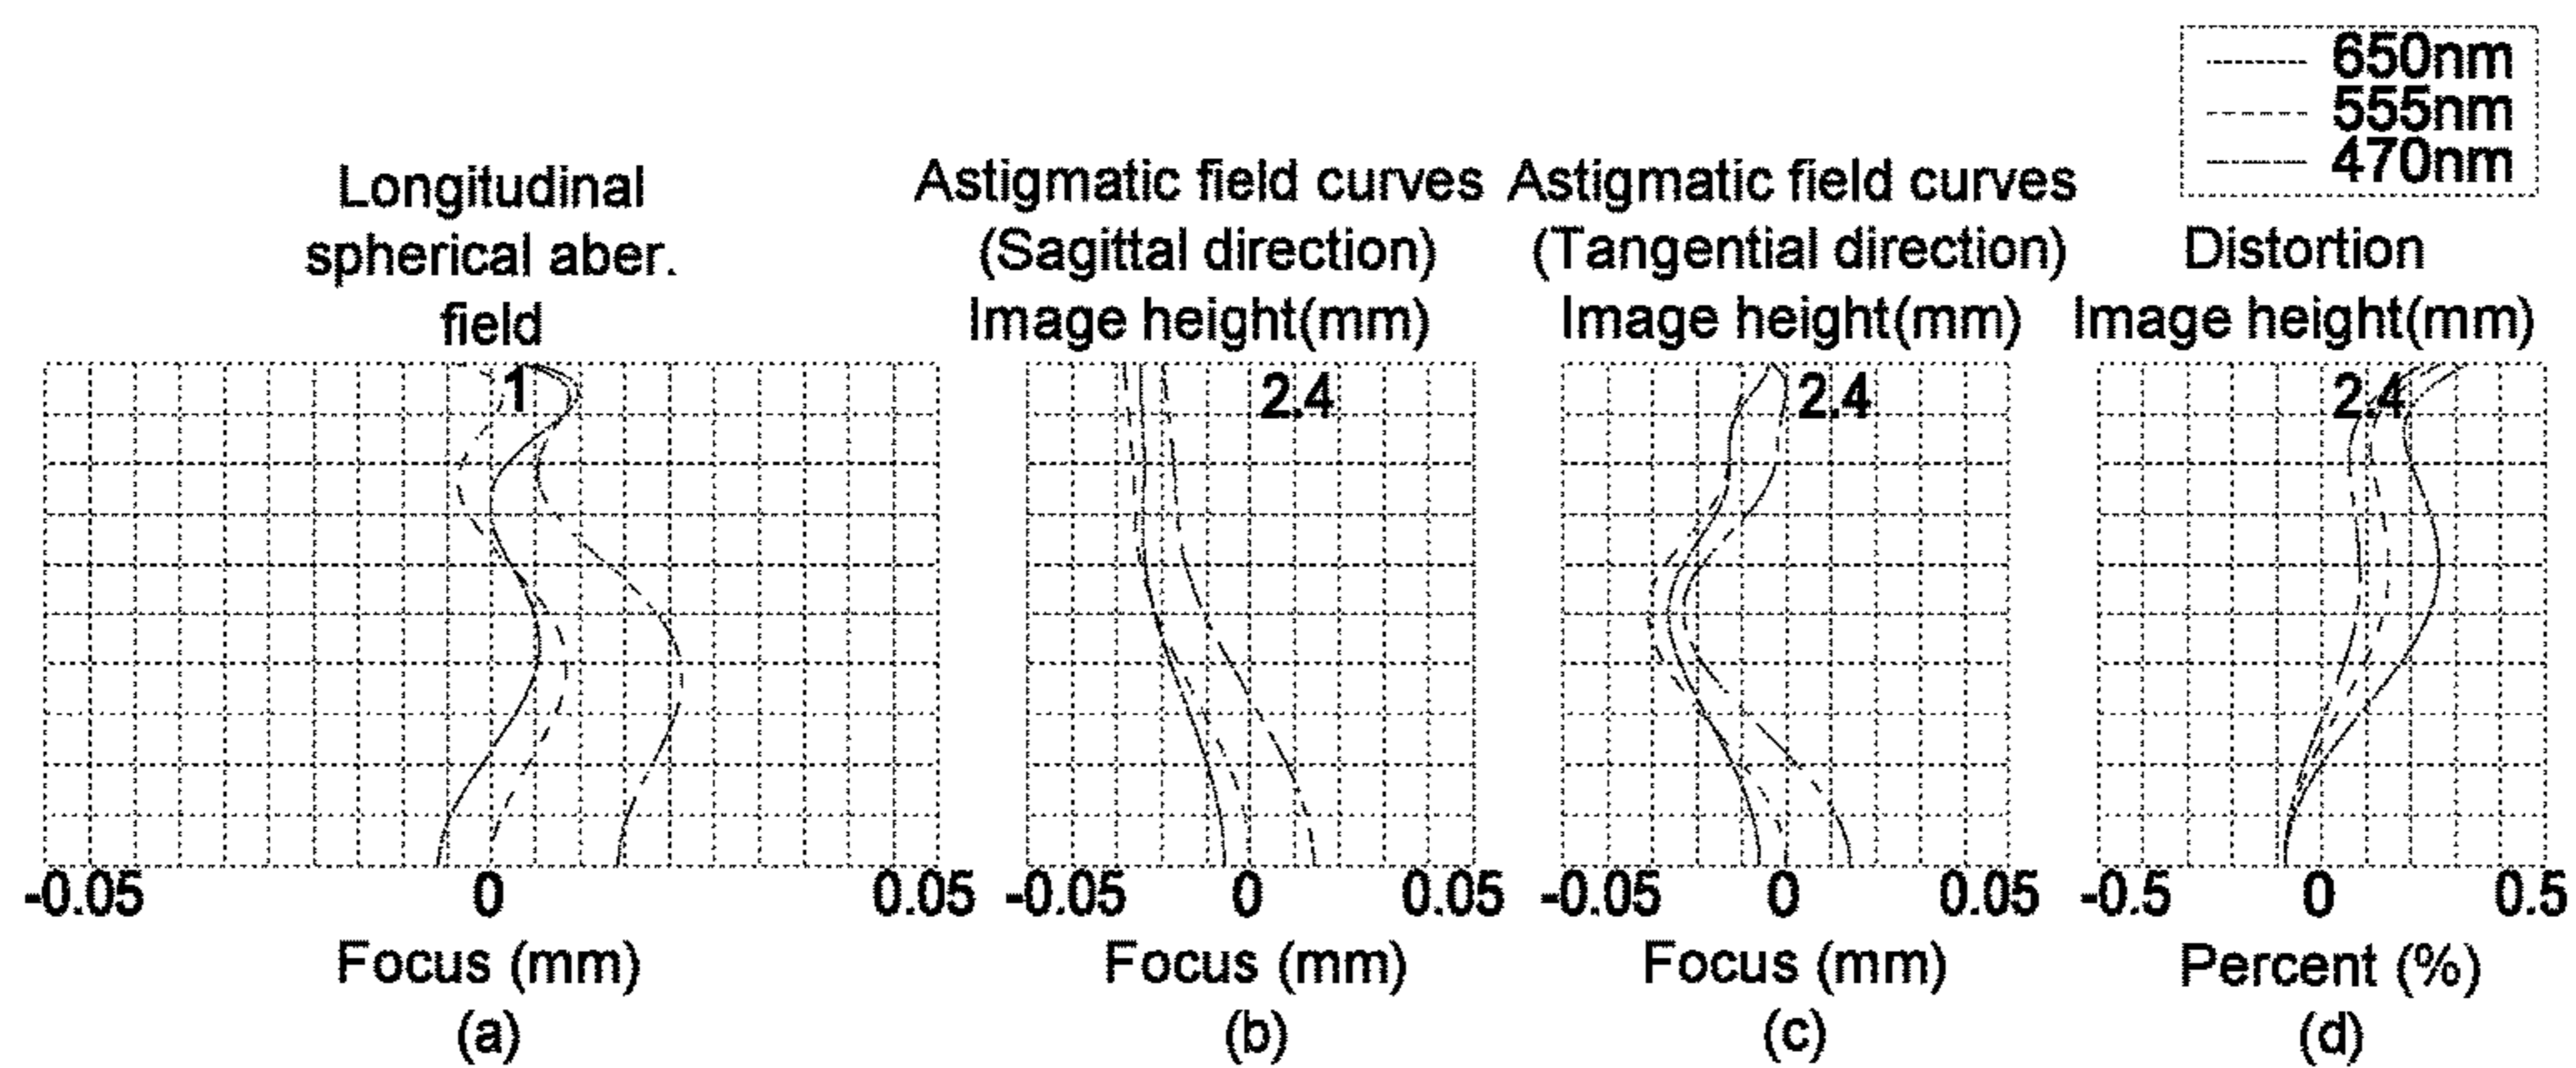 650nm
555nm
470nm
Longitudinal
spherical aber.
field
1
-0.05 0 0.05
Focus (mm)
(a)
Astigmatic field curves
(Sagittal direction)
Image height(mm)
2.4
-0.05 0 0.05
Focus (mm)
(b)
Astigmatic field curves
(Tangential direction)
Image height(mm)
2.4
-0.05 0 0.05
Focus (mm)
(c)
Distortion
Image height(mm)
2.4
-0.5 0 0.5
Percent (%)
(d)